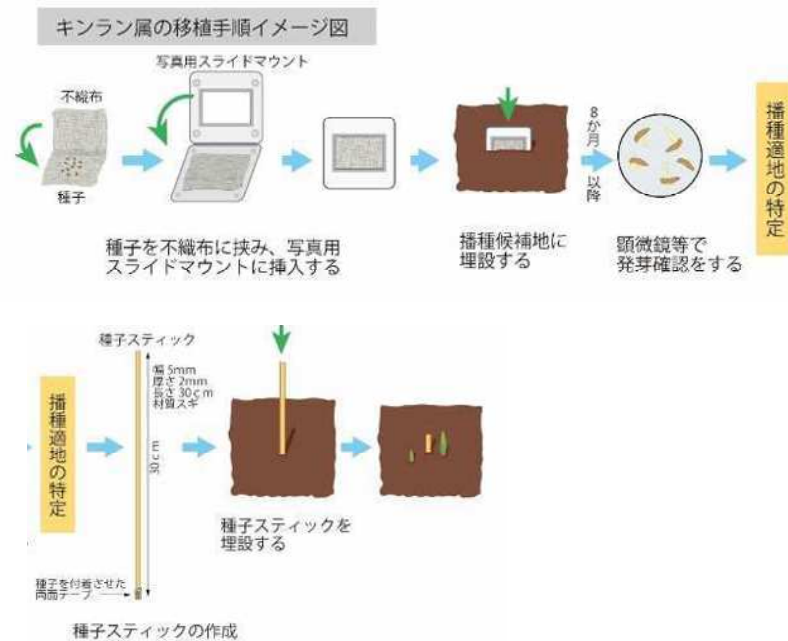 キンラン属の移植手順イメージ図
写真用スライドマウント
不織布
種子
種子を不織布に挟み、写真用
スライドマウントに挿入する
播種候補地に
埋設する
8か月
以降
顕微鏡等で
発芽確認をする
播種適地の特定
播種適地の特定
種子スティック
幅5mm
厚さ2mm
長さ30cm
材質スギ
30cm
種子を付着させた
両面テープ
種子スティックの作成
種子スティックを
埋設する